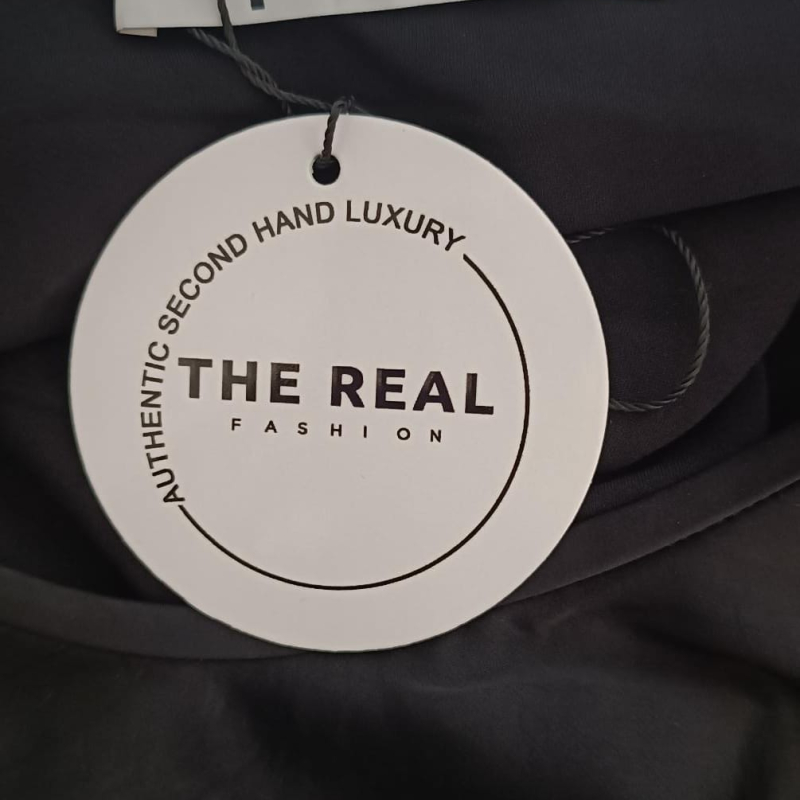 AUTHENTIC SECOND HAND LUXURY
THE REAL
FASHION